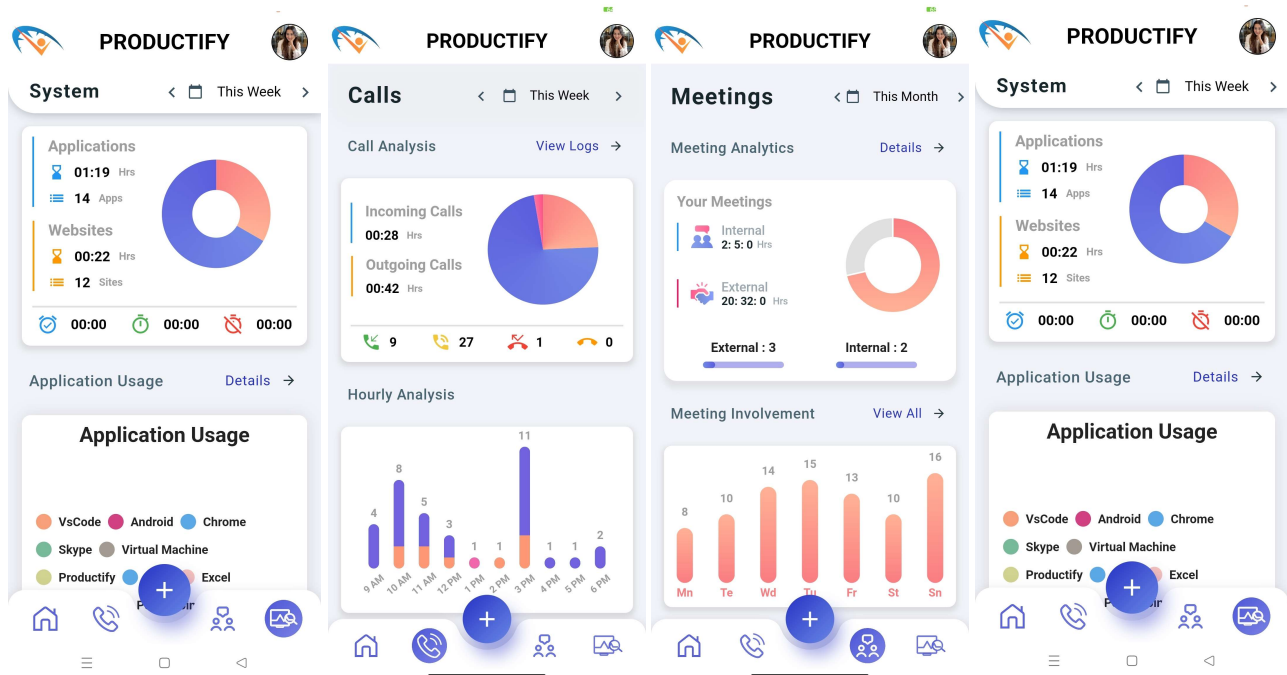 PRODUCTIFY
System
This Week
Applications
01:19 Hrs
14 Apps
Websites
00:22 Hrs
12 Sites
00:00 00:00 00:00
Application Usage Details
Application Usage
VsCode Android Chrome
Skype Virtual Machine
Productify Excel
PRODUCTIFY
Calls
This Week
Call Analysis View Logs
Incoming Calls
00:28 Hrs
Outgoing Calls
00:42 Hrs
9 27 1 0
Hourly Analysis
4 8 5 3 1 1 11 1 1 2
9 AM 10 AM 11 AM 12 PM 1 PM 2 PM 3 PM 4 PM 5 PM 6 PM
PRODUCTIFY
Meetings
This Month
Meeting Analytics Details
Your Meetings
Internal
2: 5: 0 Hrs
External
20: 32: 0 Hrs
External : 3 Internal : 2
Meeting Involvement View All
8 10 14 15 13 10 16
Mn Te Wd Tu Fr St Sn
PRODUCTIFY
System
This Week
Applications
01:19 Hrs
14 Apps
Websites
00:22 Hrs
12 Sites
00:00 00:00 00:00
Application Usage Details
Application Usage
VsCode Android Chrome
Skype Virtual Machine
Productify Excel